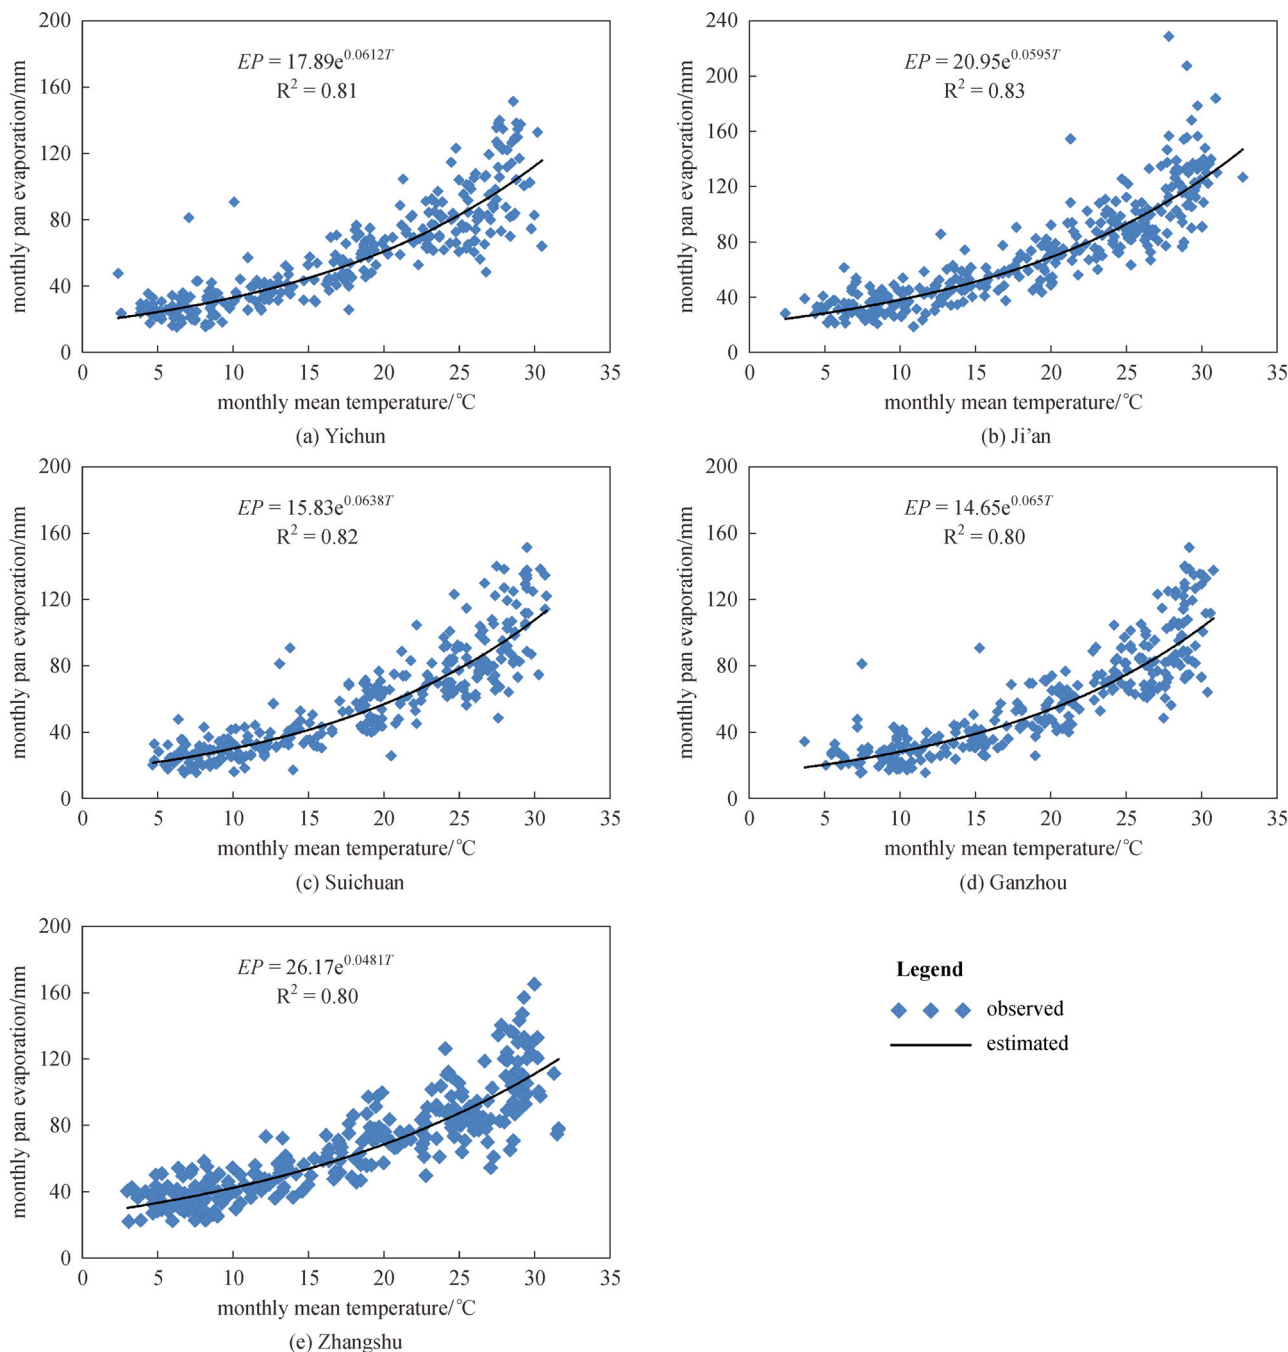 200
160
120
80
40
0
monthly pan evaporation/mm
EP = 17.89e^0.0612T
R² = 0.81
0 5 10 15 20 25 30 35
monthly mean temperature/℃
(a) Yichun
240
200
160
120
80
40
0
monthly pan evaporation/mm
EP = 20.95e^0.0595T
R² = 0.83
5 10 15 20 25 30 35
monthly mean temperature/℃
(b) Ji’an
200
160
120
80
40
0
monthly pan evaporation/mm
EP = 15.83e^0.0638T
R² = 0.82
0 5 10 15 20 25 30 35
monthly mean temperature/℃
(c) Suichuan
200
160
120
80
40
0
monthly pan evaporation/mm
EP = 14.65e^0.065T
R² = 0.80
5 10 15 20 25 30 35
monthly mean temperature/℃
(d) Ganzhou
200
160
120
80
40
0
monthly pan evaporation/mm
EP = 26.17e^0.0481T
R² = 0.80
0 5 10 15 20 25 30 35
monthly mean temperature/℃
(e) Zhangshu
Legend
observed
estimated